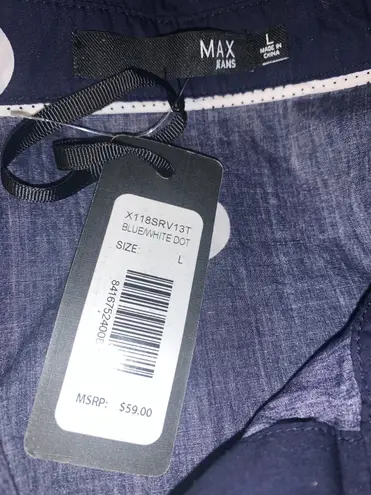 MAX
JEANS
L
MADE IN
CHINA
X118SRV13T
BLUE/WHITE DOT
SIZE: L
MSRP: $59.00